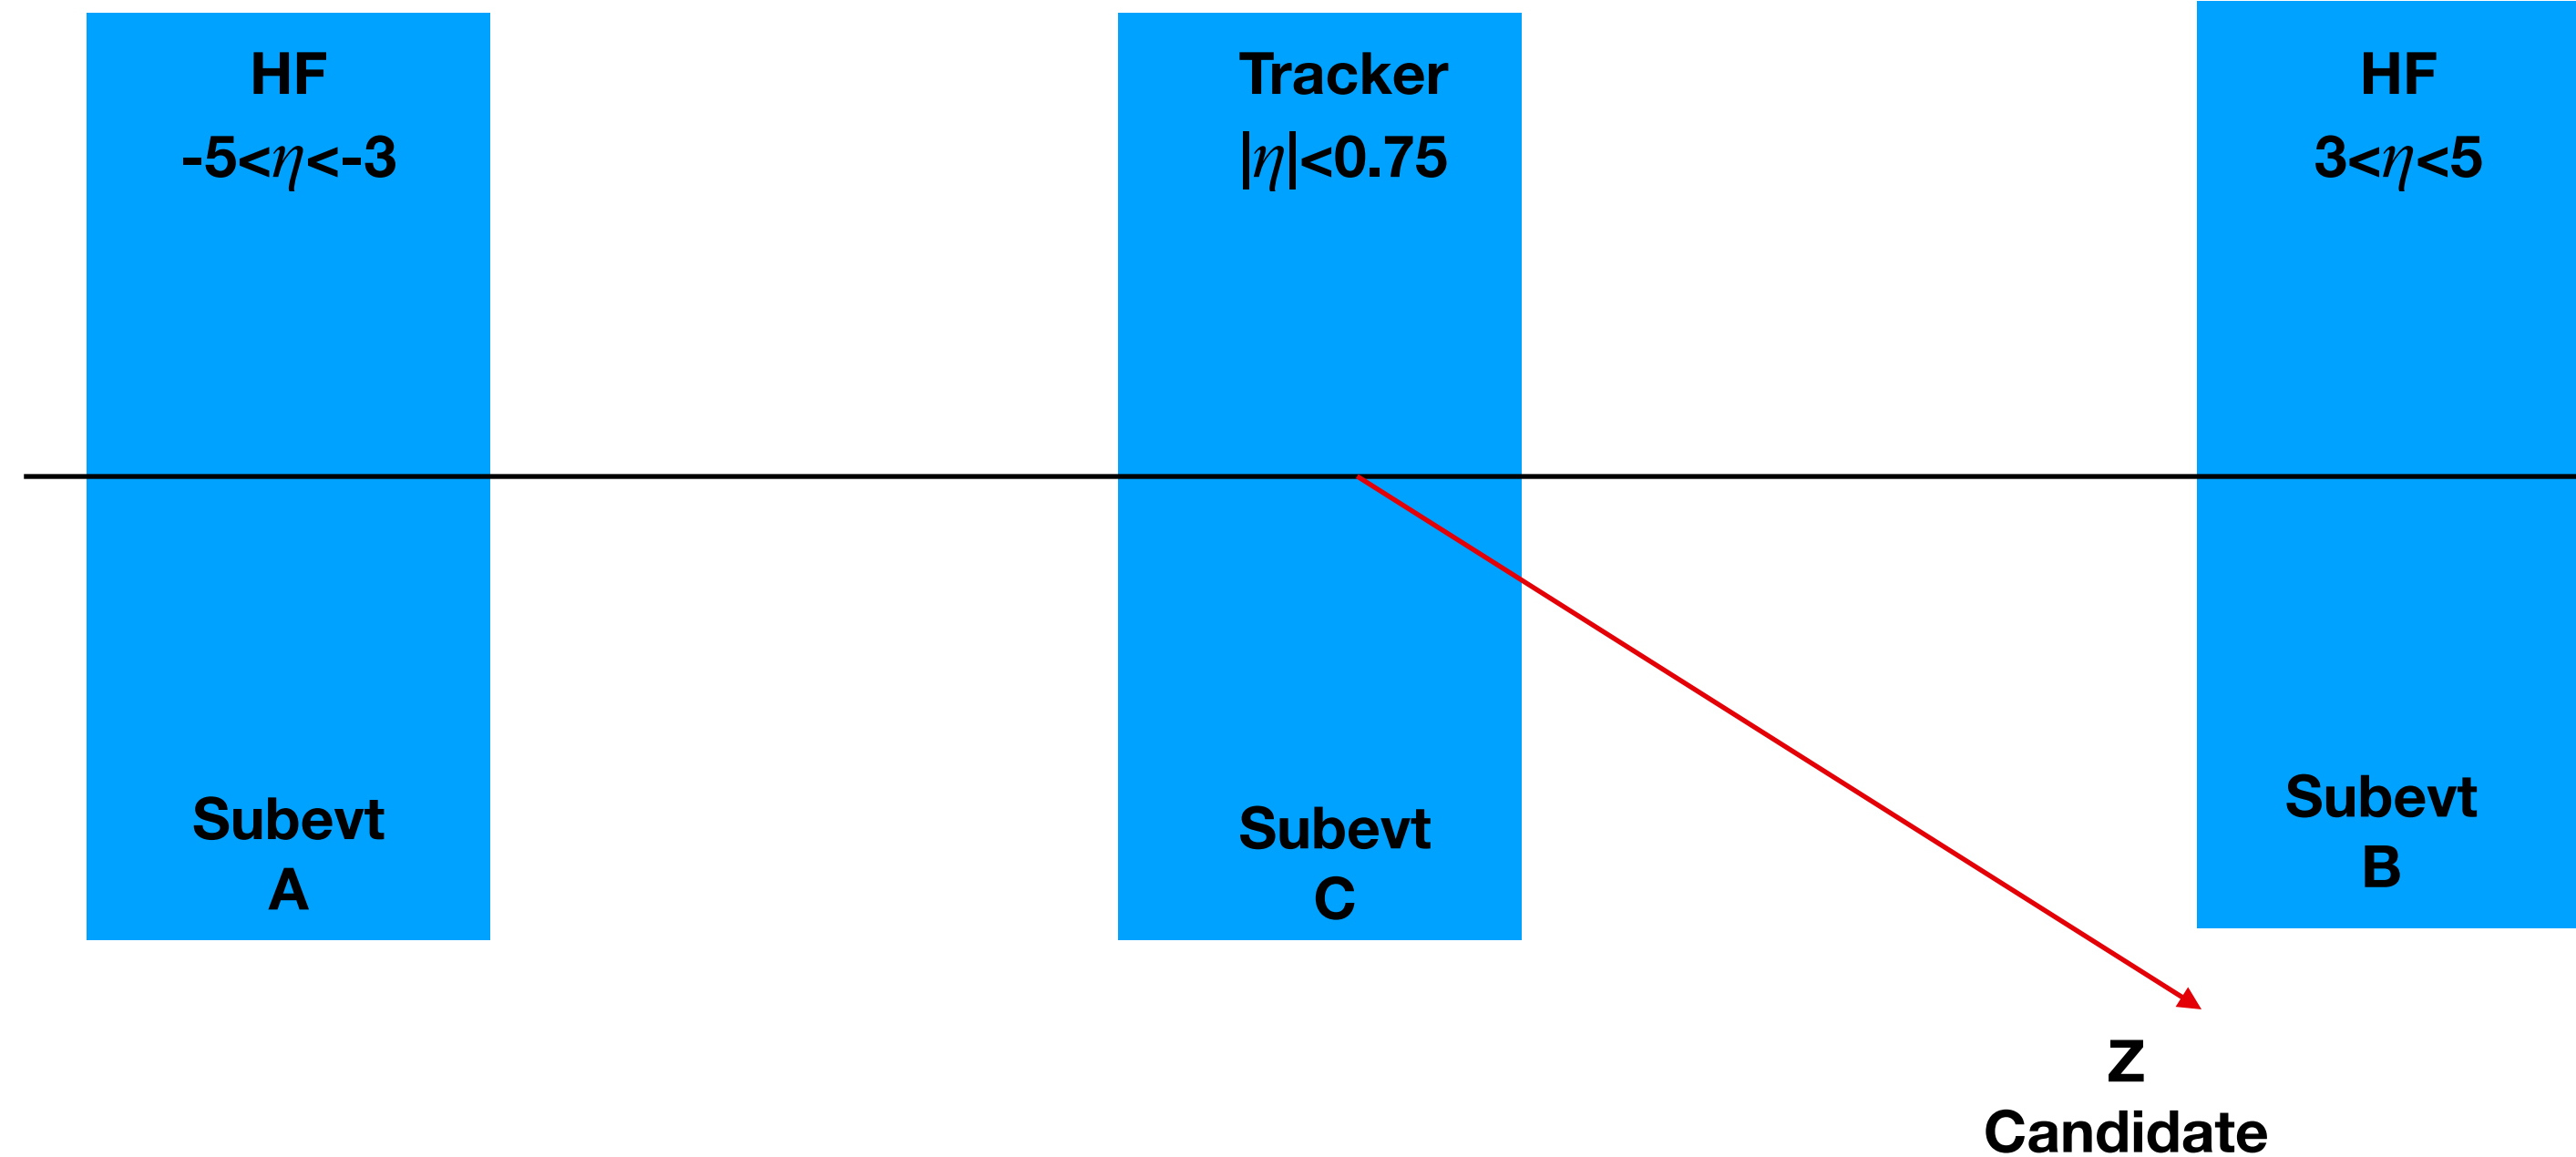 HF
-5<η<-3
Subevt
A
Tracker
|η|<0.75
Subevt
C
HF
3<η<5
Subevt
B
Z
Candidate